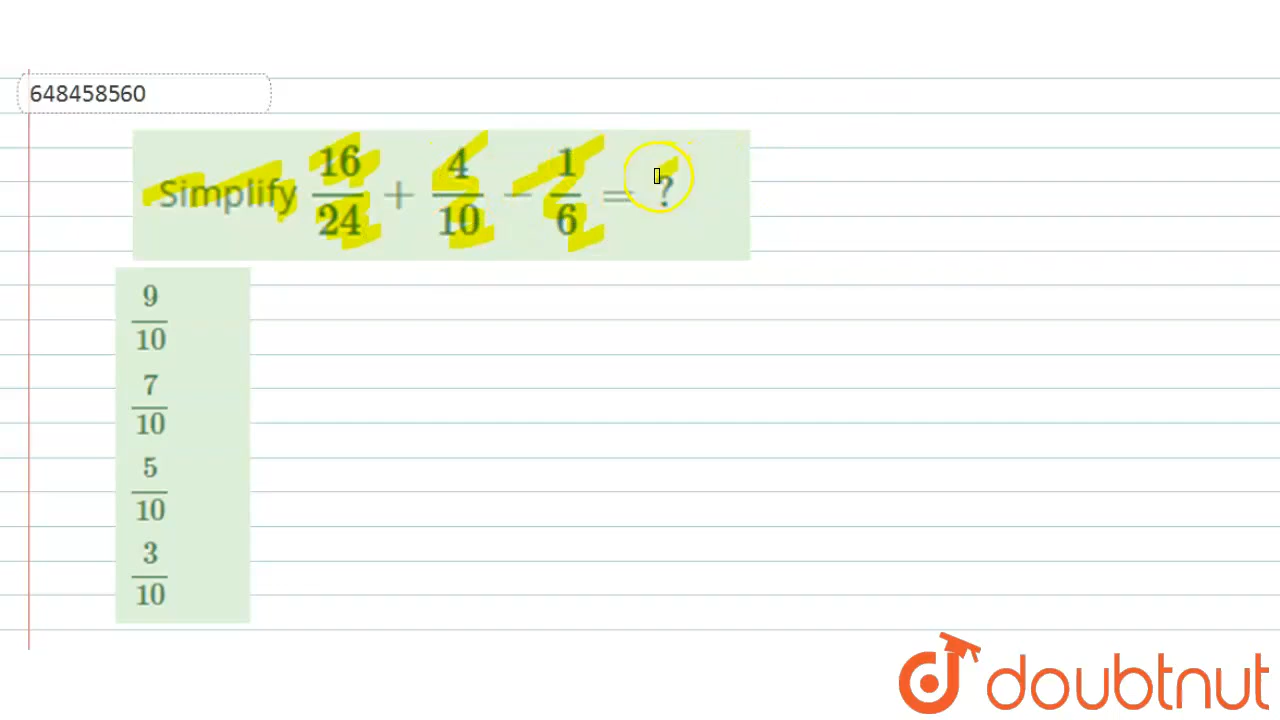 648458560
Simplify 16/24 + 4/10 − 1/6 = ?
9/10
7/10
5/10
3/10
doubtnut